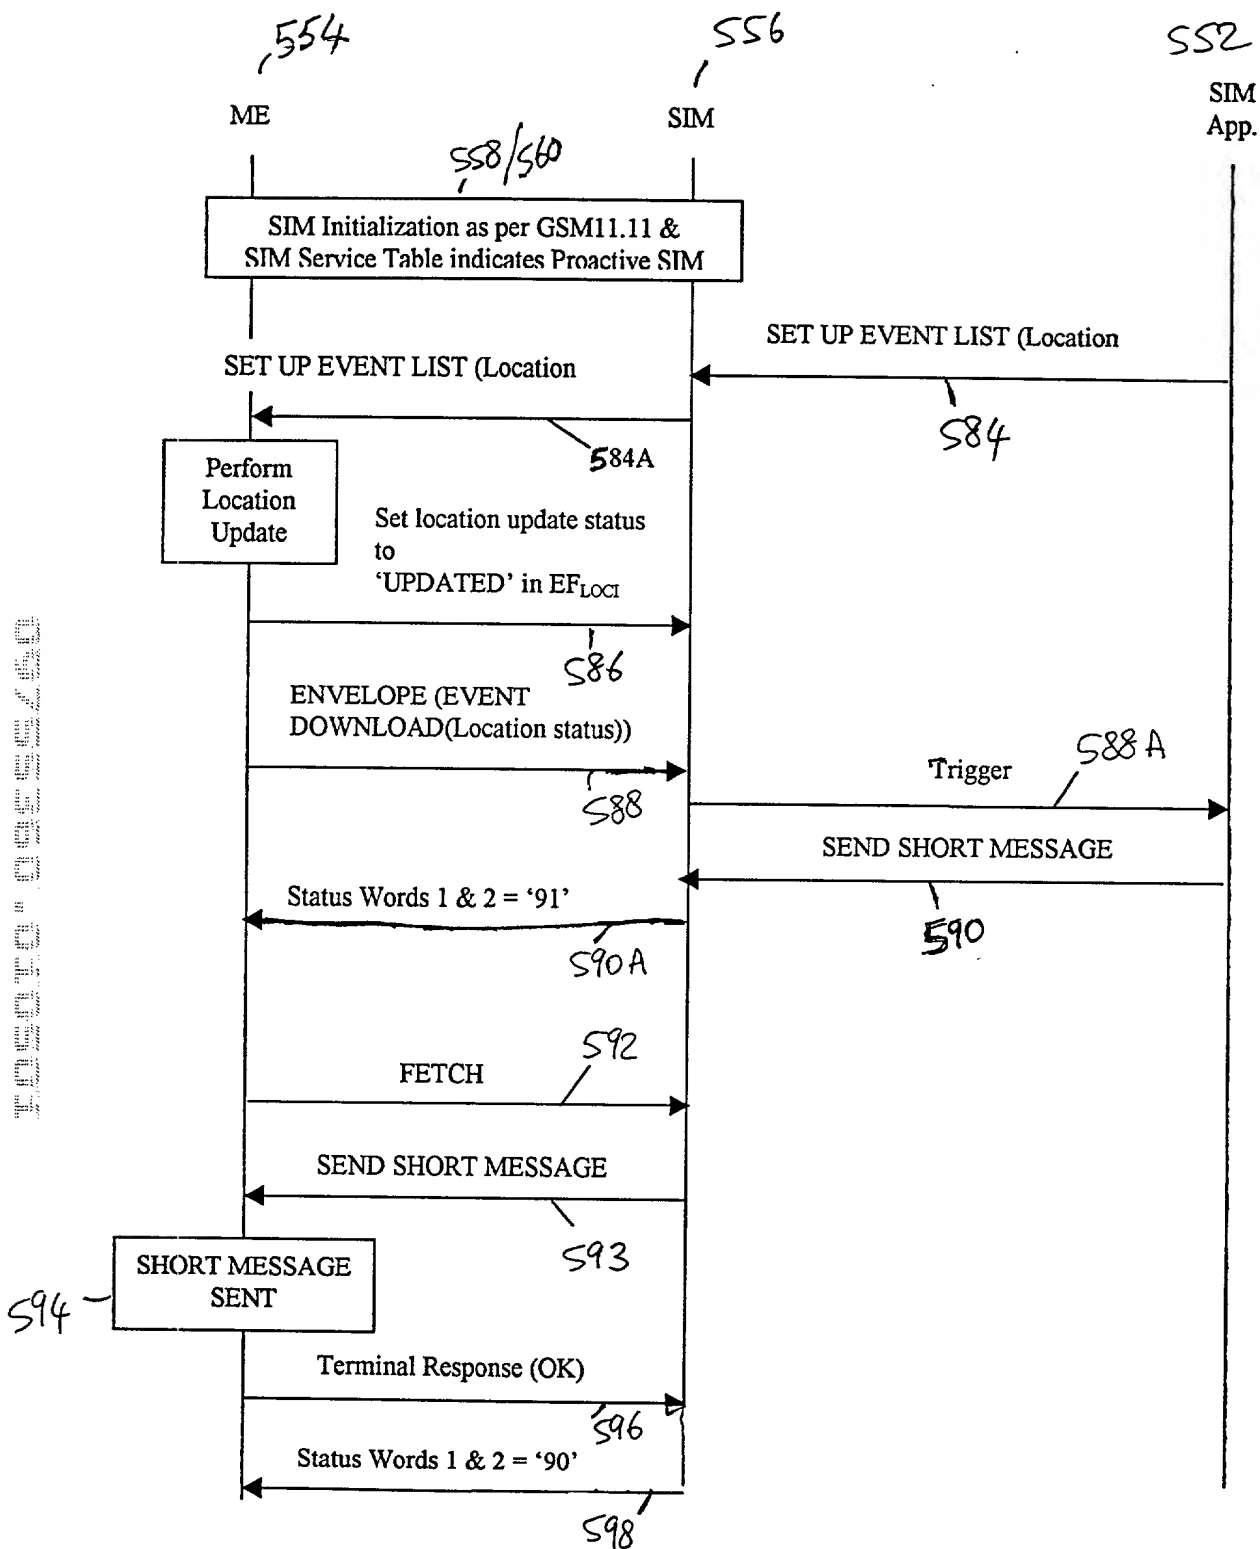 554
556
552
ME
SIM
SIM
App.
558/560
SIM Initialization as per GSM11.11 &
SIM Service Table indicates Proactive SIM
SET UP EVENT LIST (Location
SET UP EVENT LIST (Location
584
584A
Perform
Location
Update
Set location update status
to
‘UPDATED’ in EFLOCI
586
ENVELOPE (EVENT
DOWNLOAD(Location status))
588
Trigger
588A
SEND SHORT MESSAGE
590
Status Words 1 & 2 = ‘91’
590A
FETCH
592
SEND SHORT MESSAGE
593
SHORT MESSAGE
SENT
594
Terminal Response (OK)
596
Status Words 1 & 2 = ‘90’
598